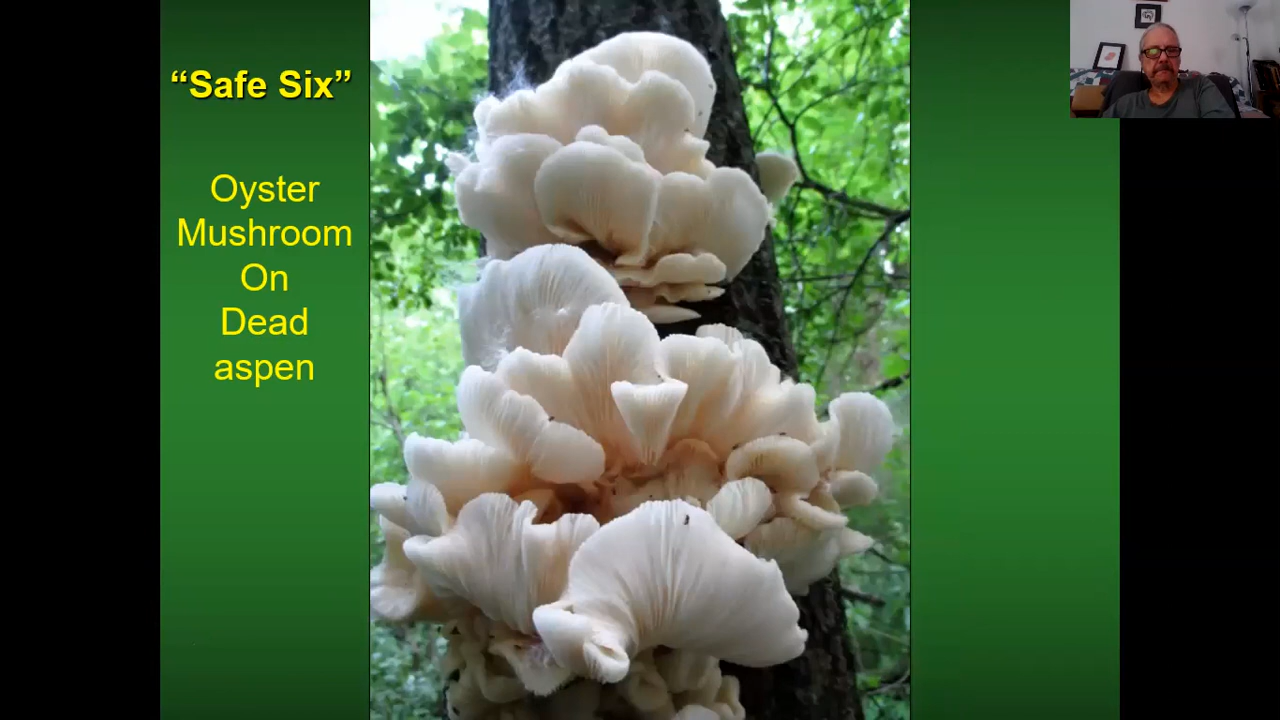 “Safe Six”
Oyster
Mushroom
On
Dead
aspen